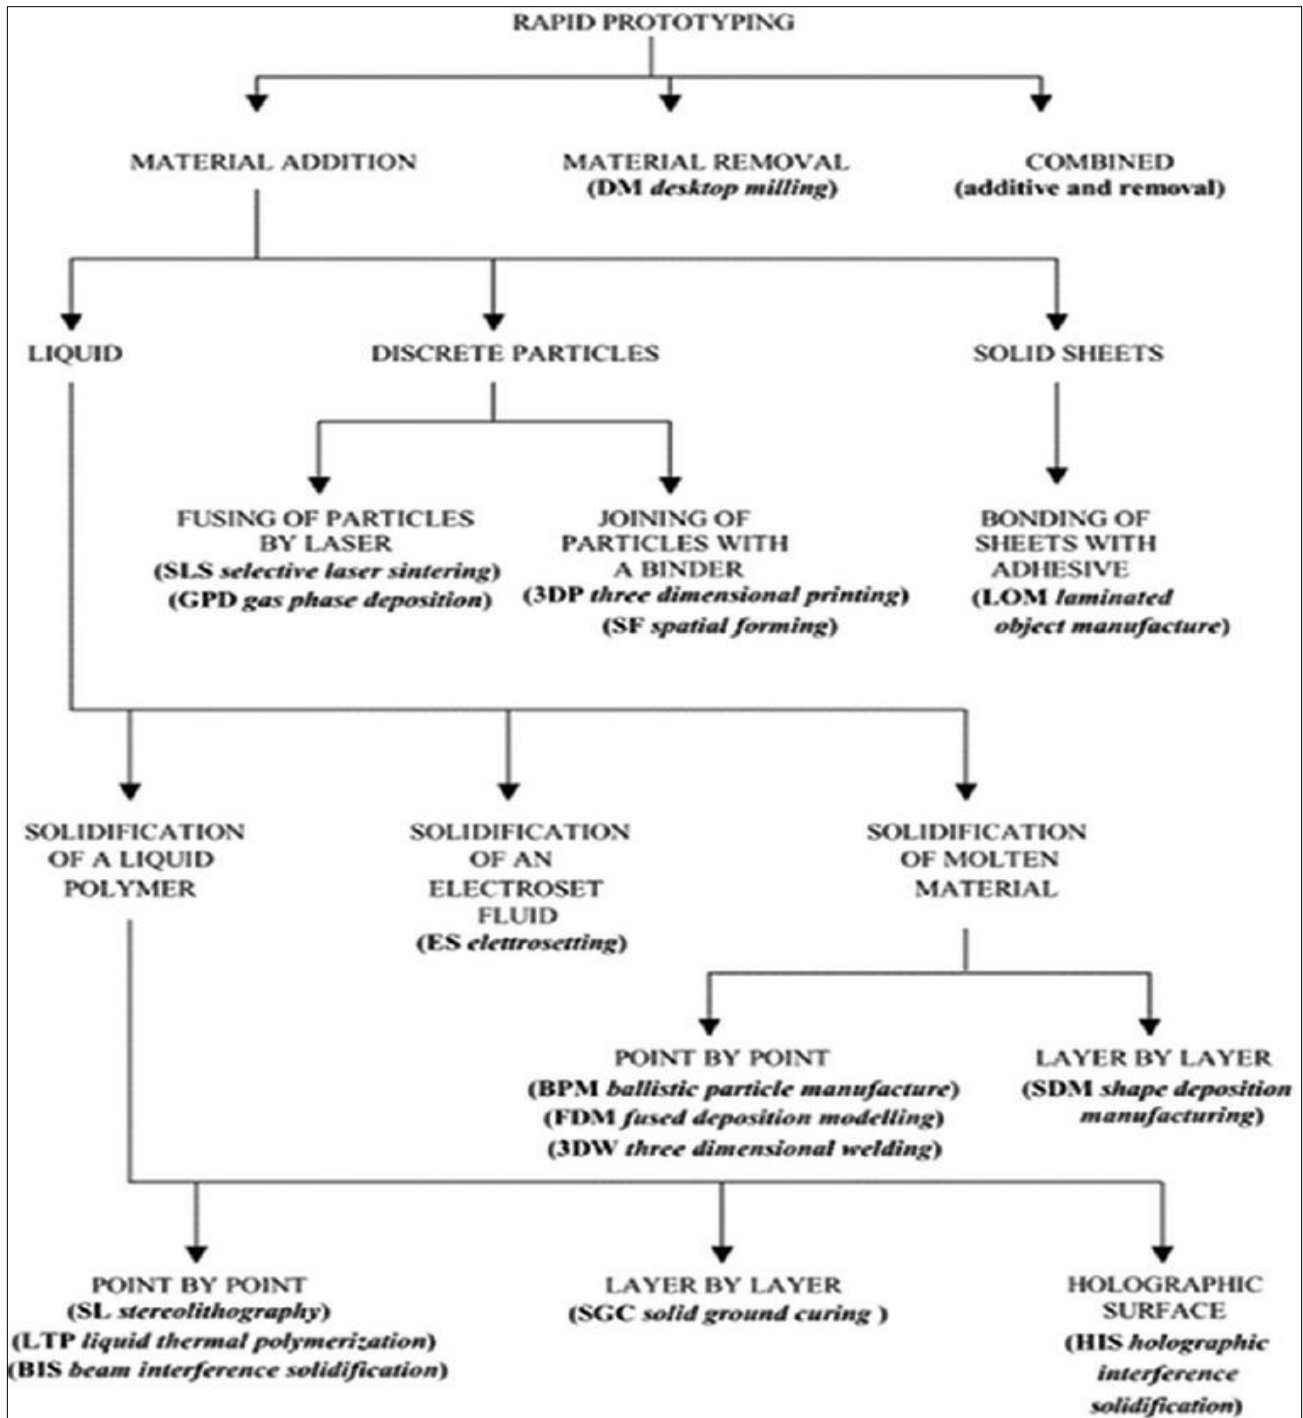 RAPID PROTOTYPING
MATERIAL ADDITION
MATERIAL REMOVAL
(DM desktop milling)
COMBINED
(additive and removal)
LIQUID
DISCRETE PARTICLES
SOLID SHEETS
FUSING OF PARTICLES
BY LASER
(SLS selective laser sintering)
(GPD gas phase deposition)
JOINING OF
PARTICLES WITH
A BINDER
(3DP three dimensional printing)
(SF spatial forming)
BONDING OF
SHEETS WITH
ADHESIVE
(LOM laminated
object manufacture)
SOLIDIFICATION
OF A LIQUID
POLYMER
SOLIDIFICATION
OF AN
ELECTROSET
FLUID
(ES elettrosetting)
SOLIDIFICATION
OF MOLTEN
MATERIAL
POINT BY POINT
(BPM ballistic particle manufacture)
(FDM fused deposition modelling)
(3DW three dimensional welding)
LAYER BY LAYER
(SDM shape deposition
manufacturing)
POINT BY POINT
(SL stereolithography)
(LTP liquid thermal polymerization)
(BIS beam interference solidification)
LAYER BY LAYER
(SGC solid ground curing )
HOLOGRAPHIC
SURFACE
(HIS holographic
interference
solidification)